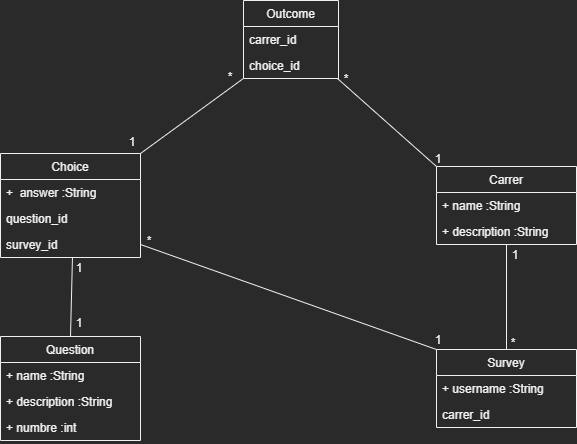 Outcome
carrer_id
choice_id
*
*
1
1
Choice
+ answer :String
question_id
survey_id
Carrer
+ name :String
+ description :String
*
1
1
1
1
*
Question
+ name :String
+ description :String
+ numbre :int
Survey
+ username :String
carrer_id